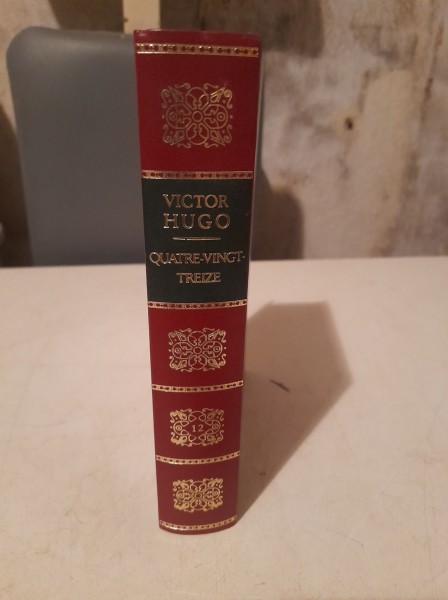 VICTOR
HUGO
QUATRE-VINGT-
TREIZE
12